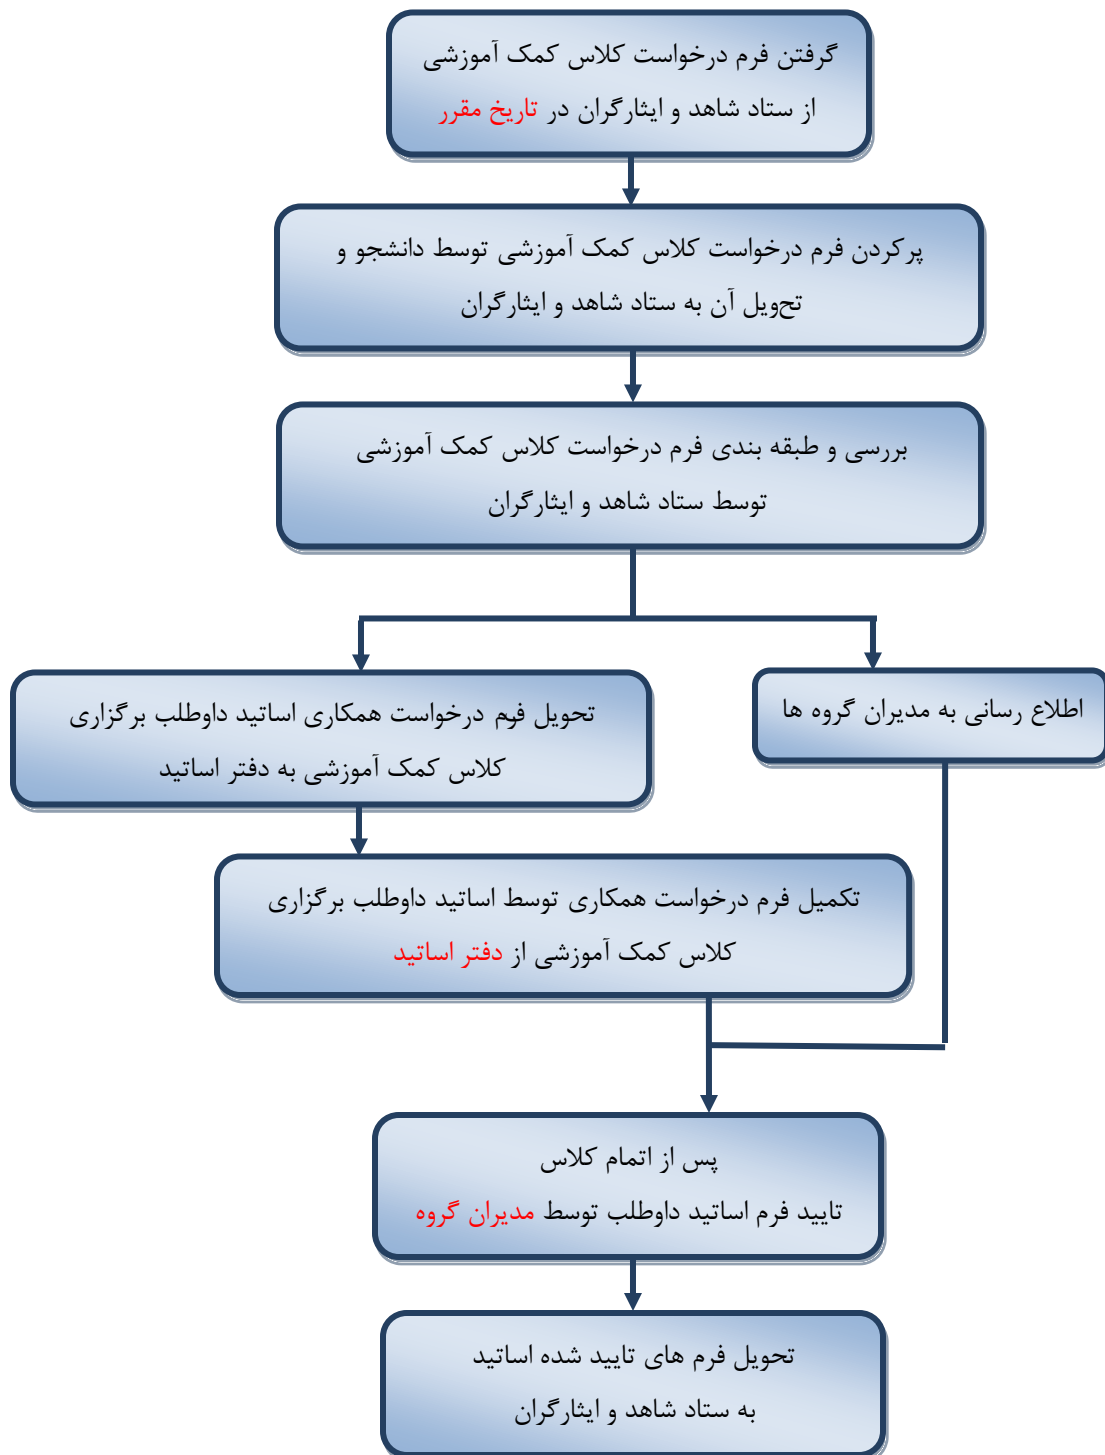 گرفتن فرم درخواست کلاس کمک آموزشی
از ستاد شاهد و ایثارگران در تاریخ مقرر
پرکردن فرم درخواست کلاس کمک آموزشی توسط دانشجو و
تحویل آن به ستاد شاهد و ایثارگران
بررسی و طبقه بندی فرم درخواست کلاس کمک آموزشی
توسط ستاد شاهد و ایثارگران
اطلاع رسانی به مدیران گروه ها
تحویل فرم درخواست همکاری اساتید داوطلب برگزاری
کلاس کمک آموزشی به دفتر اساتید
تکمیل فرم درخواست همکاری توسط اساتید داوطلب برگزاری
کلاس کمک آموزشی از دفتر اساتید
پس از اتمام کلاس
تایید فرم اساتید داوطلب توسط مدیران گروه
تحویل فرم های تایید شده اساتید
به ستاد شاهد و ایثارگران